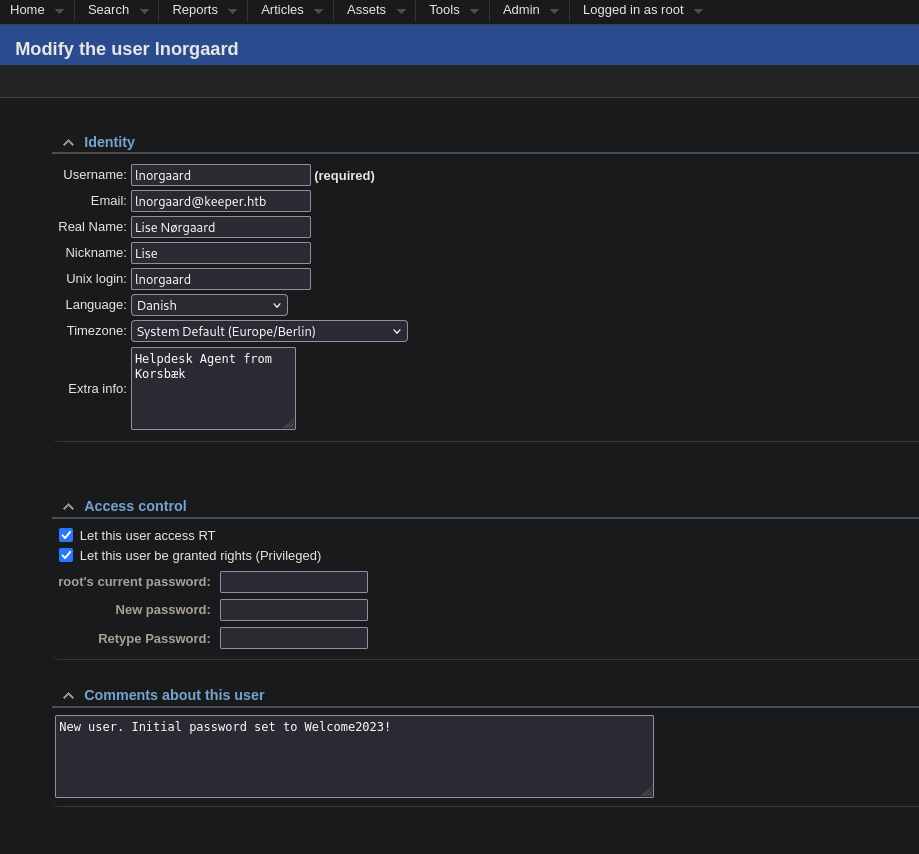 Home Search Reports Articles Assets Tools Admin Logged in as root
Modify the user lnorgaard
Identity
Username: lnorgaard (required)
Email: lnorgaard@keeper.htb
Real Name: Lise Nørgaard
Nickname: Lise
Unix login: lnorgaard
Language: Danish
Timezone: System Default (Europe/Berlin)
Extra info: Helpdesk Agent from
Korsbæk
Access control
Let this user access RT
Let this user be granted rights (Privileged)
root's current password:
New password:
Retype Password:
Comments about this user
New user. Initial password set to Welcome2023!